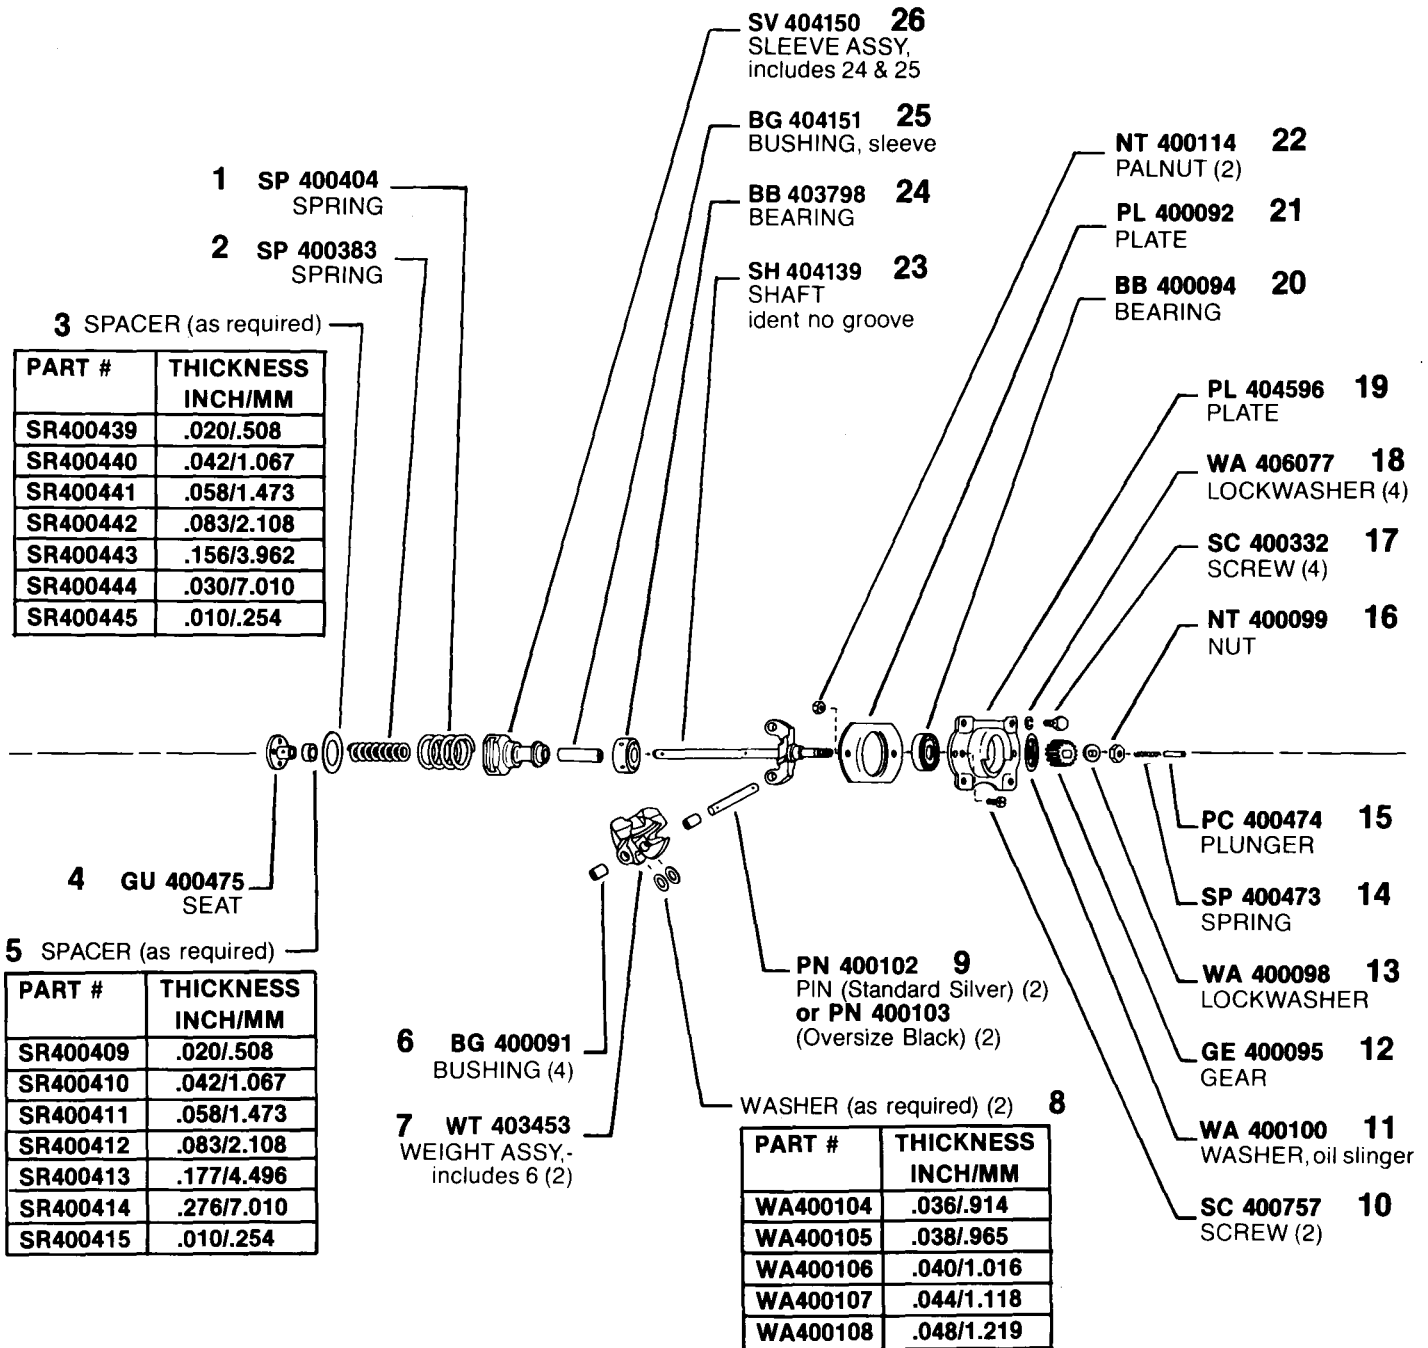 SV 404150 26
SLEEVE ASSY,
includes 24 & 25
BG 404151 25
BUSHING, sleeve
BB 403798 24
BEARING
SH 404139 23
SHAFT
ident no groove
NT 400114 22
PALNUT (2)
PL 400092 21
PLATE
BB 400094 20
BEARING
PL 404596 19
PLATE
WA 406077 18
LOCKWASHER (4)
SC 400332 17
SCREW (4)
NT 400099 16
NUT
1 SP 400404
SPRING
2 SP 400383
SPRING
3 SPACER (as required)
PART # THICKNESS
INCH/MM
SR400439 .020/.508
SR400440 .042/1.067
SR400441 .058/1.473
SR400442 .083/2.108
SR400443 .156/3.962
SR400444 .030/7.010
SR400445 .010/.254
4 GU 400475
SEAT
5 SPACER (as required)
PART # THICKNESS
INCH/MM
SR400409 .020/.508
SR400410 .042/1.067
SR400411 .058/1.473
SR400412 .083/2.108
SR400413 .177/4.496
SR400414 .276/7.010
SR400415 .010/.254
6 BG 400091
BUSHING (4)
7 WT 403453
WEIGHT ASSY,-
includes 6 (2)
PN 400102 9
PIN (Standard Silver) (2)
or PN 400103
(Oversize Black) (2)
WASHER (as required) (2) 8
PART # THICKNESS
INCH/MM
WA400104 .036/.914
WA400105 .038/.965
WA400106 .040/1.016
WA400107 .044/1.118
WA400108 .048/1.219
PC 400474 15
PLUNGER
SP 400473 14
SPRING
WA 400098 13
LOCKWASHER
GE 400095 12
GEAR
WA 400100 11
WASHER, oil slinger
SC 400757 10
SCREW (2)